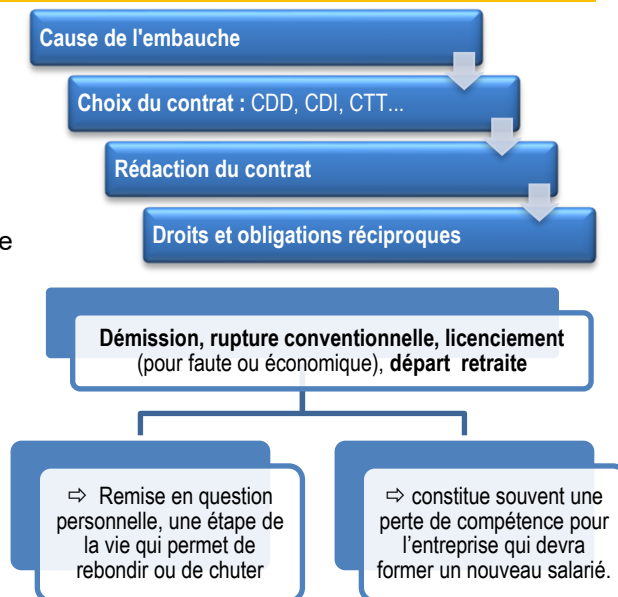 Cause de l'embauche
Choix du contrat : CDD, CDI, CTT...
Rédaction du contrat
Droits et obligations réciproques
e
Démission, rupture conventionnelle, licenciement
(pour faute ou économique), départ retraite
⇨ Remise en question
personnelle, une étape de
la vie qui permet de
rebondir ou de chuter
⇨ constitue souvent une
perte de compétence pour
l'entreprise qui devra
former un nouveau salarié.